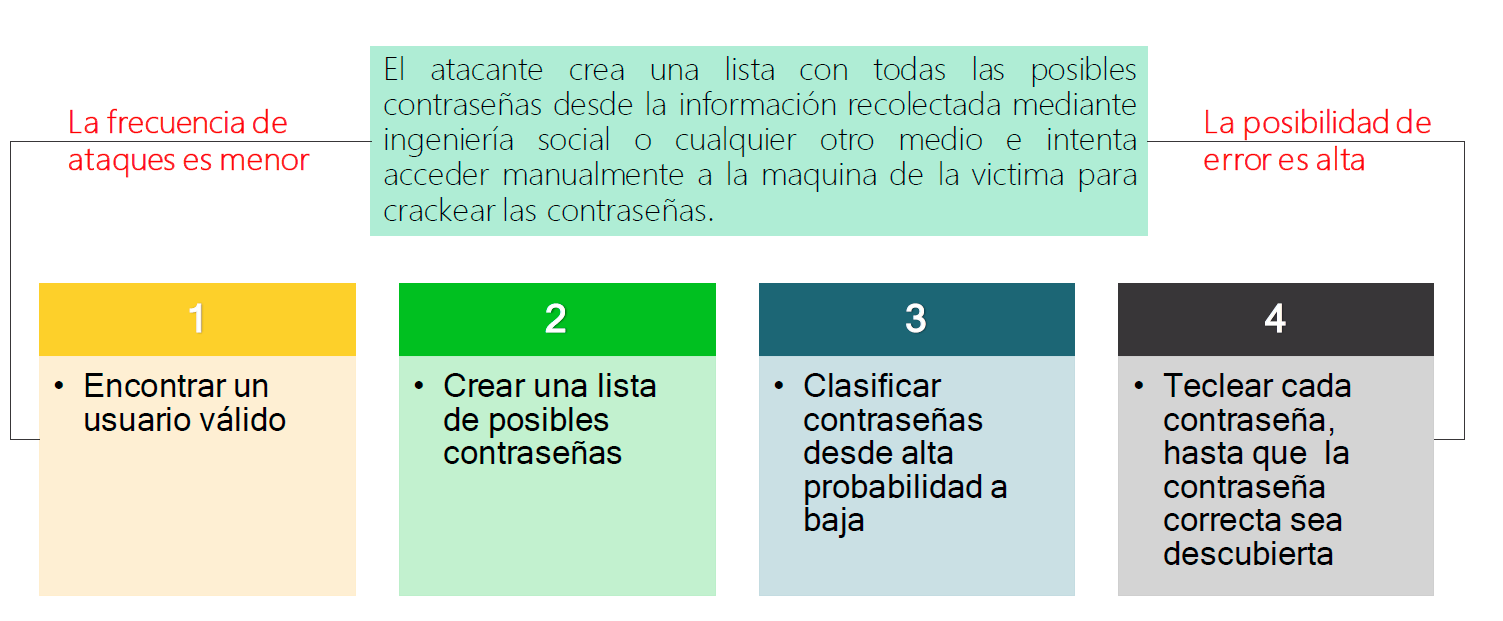 El atacante crea una lista con todas las posibles
contraseñas desde la información recolectada mediante
ingeniería social o cualquier otro medio e intenta
acceder manualmente a la maquina de la victima para
crackear las contraseñas.
La frecuencia de
ataques es menor
La posibilidad de
error es alta
1
• Encontrar un
usuario válido
2
• Crear una lista
de posibles
contraseñas
3
• Clasificar
contraseñas
desde alta
probabilidad a
baja
4
• Teclear cada
contraseña,
hasta que la
contraseña
correcta sea
descubierta